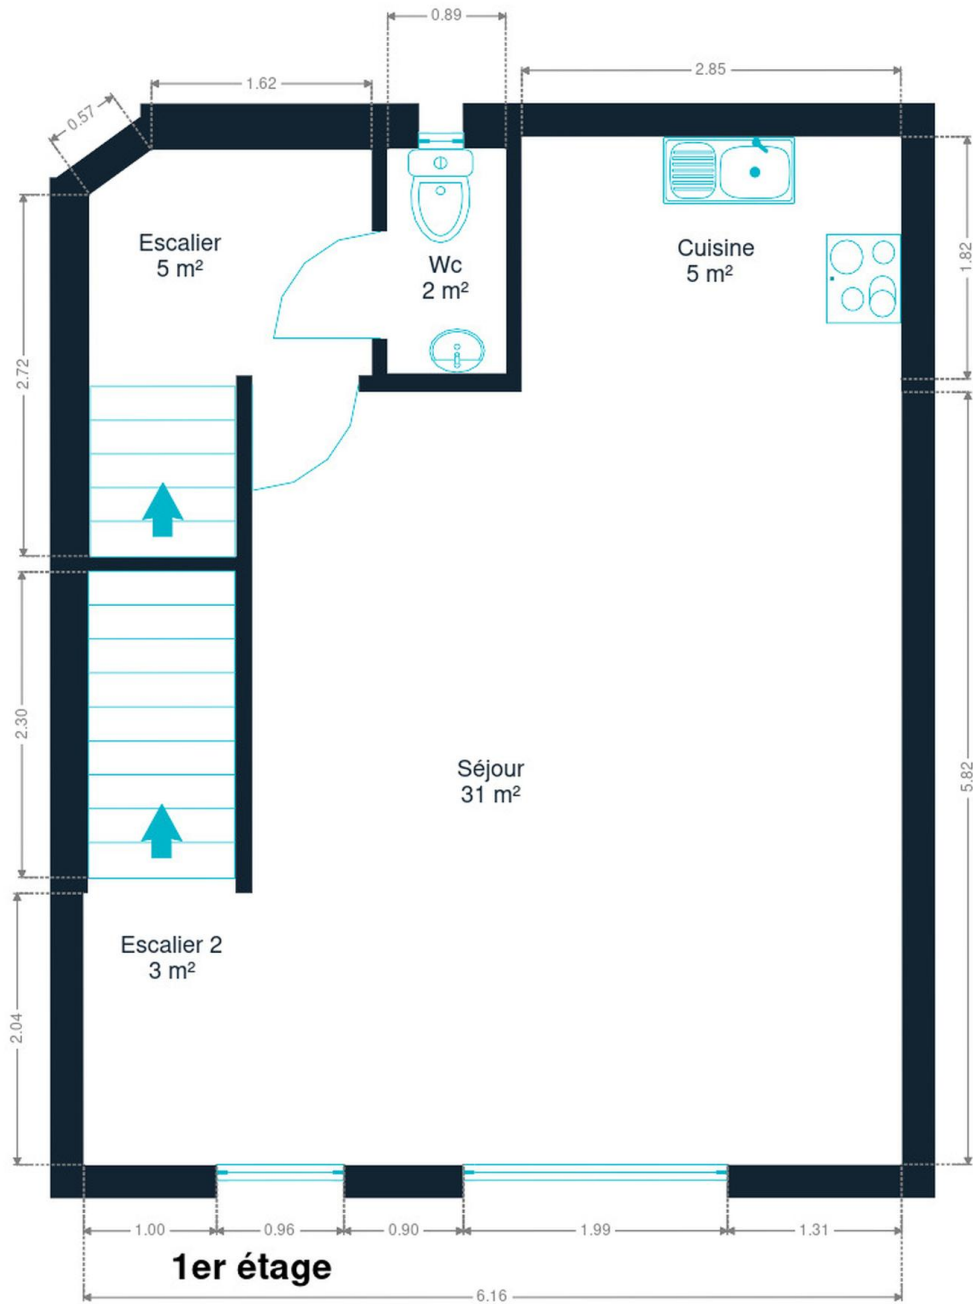 0.89
2.85
1.62
0.57
Escalier
5 m²
Wc
2 m²
Cuisine
5 m²
1.82
2.72
2.30
Séjour
31 m²
5.82
Escalier 2
3 m²
2.04
1.00
0.96
0.90
1.99
1.31
1er étage
6.16